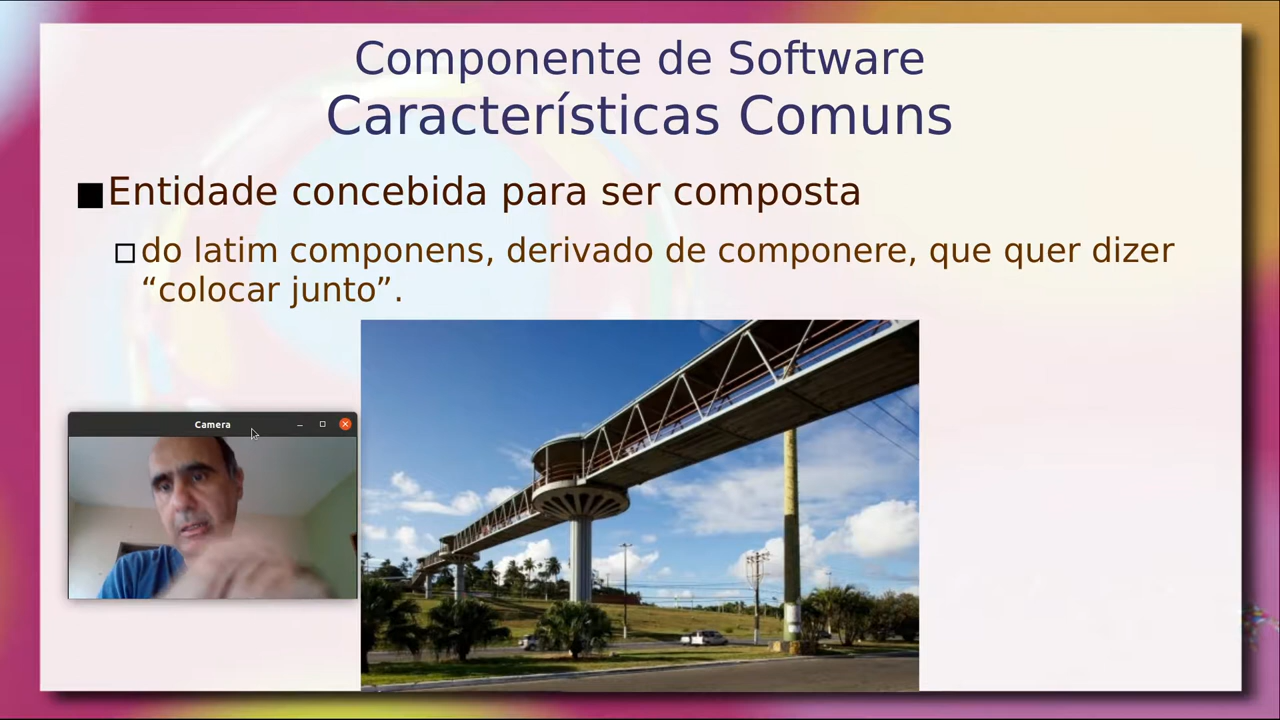 Componente de Software
Características Comuns
Entidade concebida para ser composta
do latim componens, derivado de componere, que quer dizer
“colocar junto”.
Camera